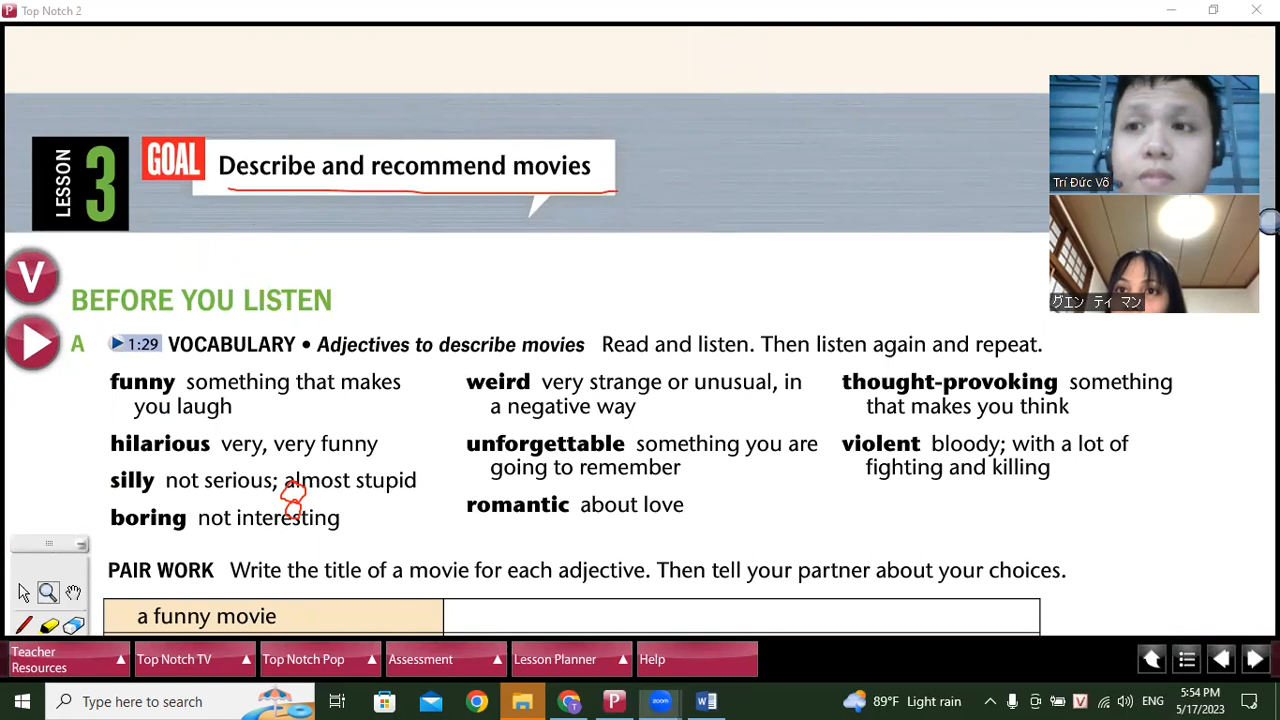 Top Notch 2
LESSON 3
GOAL Describe and recommend movies
Trí Đức Võ
グエン ティ マン
V
BEFORE YOU LISTEN
A 1:29 VOCABULARY • Adjectives to describe movies Read and listen. Then listen again and repeat.
funny something that makes
you laugh
hilarious very, very funny
silly not serious; almost stupid
boring not interesting
weird very strange or unusual, in
a negative way
unforgettable something you are
going to remember
romantic about love
thought-provoking something
that makes you think
violent bloody; with a lot of
fighting and killing
8
PAIR WORK Write the title of a movie for each adjective. Then tell your partner about your choices.
a funny movie
Teacher
Resources
Top Notch TV
Top Notch Pop
Assessment
Lesson Planner
Help
Type here to search
89°F Light rain
V
ENG
5:54 PM
5/17/2023